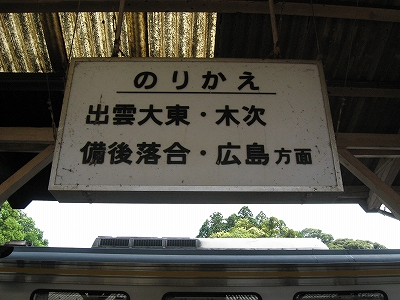 のりかえ
出雲大東・木次
備後落合・広島方面